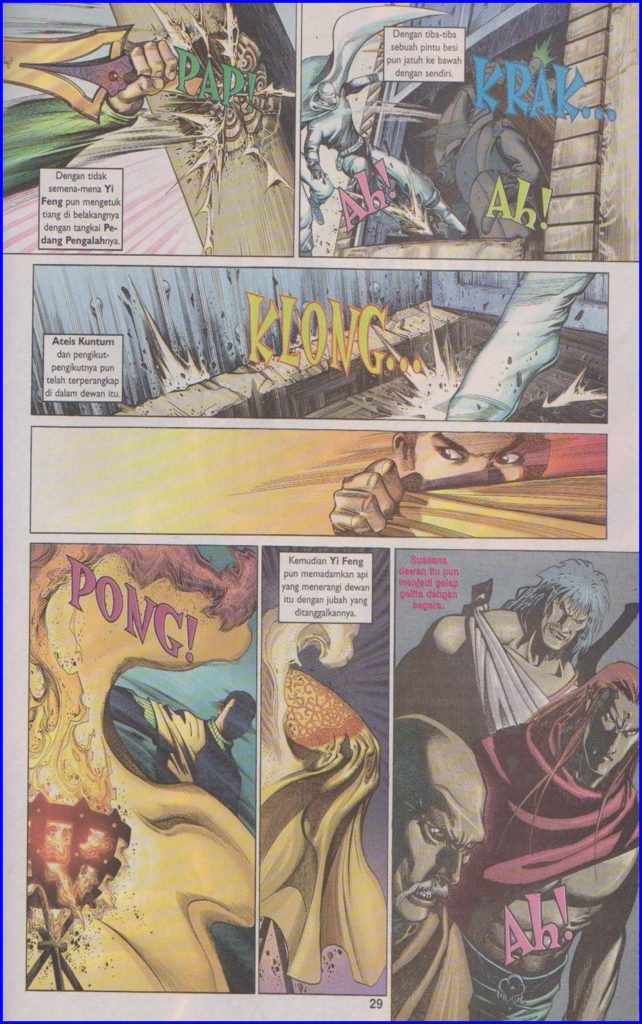 PAP!
Dengan tidak
semena-mena Yi
Feng pun mengetuk
tiang di belakangnya
dengan tangkai Pe-
dang Pengalahnya.
Dengan tiba-tiba
sebuah pintu besi
pun jatuh ke bawah
dengan sendiri.
KRAK...
Ah!
Ah!
KLONG...
Ateis Kuntum
dan pengikut-
pengikutnya pun
telah terperangkap
di dalam dewan itu.
PONG!
Kemudian Yi Feng
pun memadamkan api
yang menerangi dewan
itu dengan jubah yang
ditanggalkannya.
Suasana
dewan itu pun
menjadi gelap
gelita dengan
segera.
Ah!
29